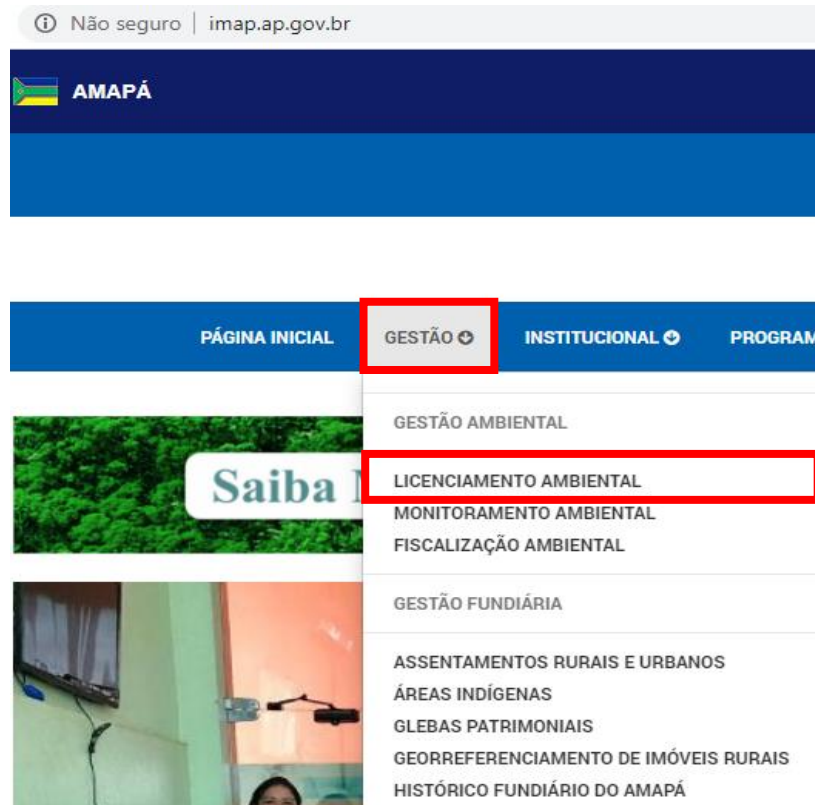 Não seguro | imap.ap.gov.br
AMAPÁ
PÁGINA INICIAL GESTÃO INSTITUCIONAL PROGRAM
GESTÃO AMBIENTAL
Saiba
LICENCIAMENTO AMBIENTAL
MONITORAMENTO AMBIENTAL
FISCALIZAÇÃO AMBIENTAL
GESTÃO FUNDIÁRIA
ASSENTAMENTOS RURAIS E URBANOS
ÁREAS INDÍGENAS
GLEBAS PATRIMONIAIS
GEORREFERENCIAMENTO DE IMÓVEIS RURAIS
HISTÓRICO FUNDIÁRIO DO AMAPÁ